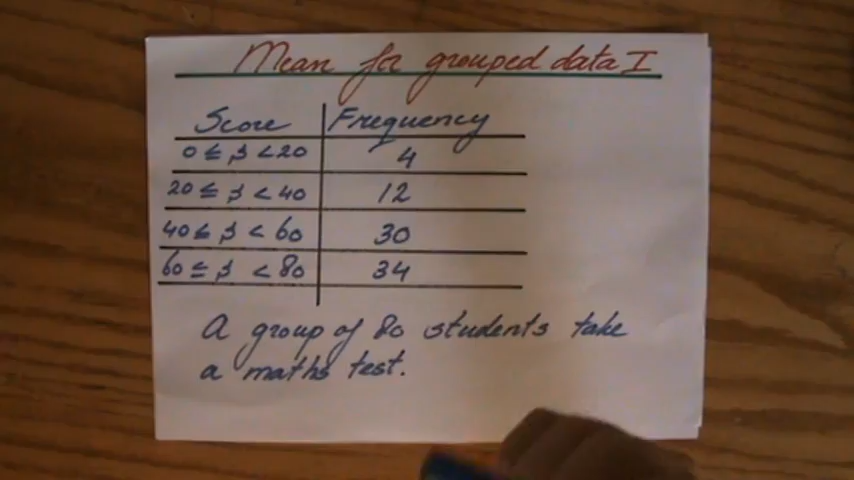 Mean for grouped data I
Score Frequency
0 ≤ s < 20 4
20 ≤ s < 40 12
40 ≤ s < 60 30
60 ≤ s < 80 34
A group of 80 students take
a maths test.